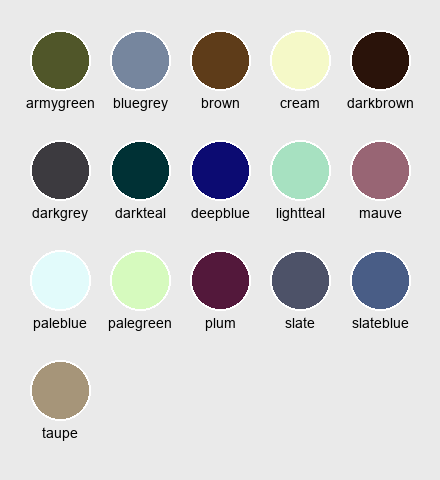 armygreen bluegrey brown cream darkbrown
darkgrey darkteal deepblue lightteal mauve
paleblue palegreen plum slate slateblue
taupe